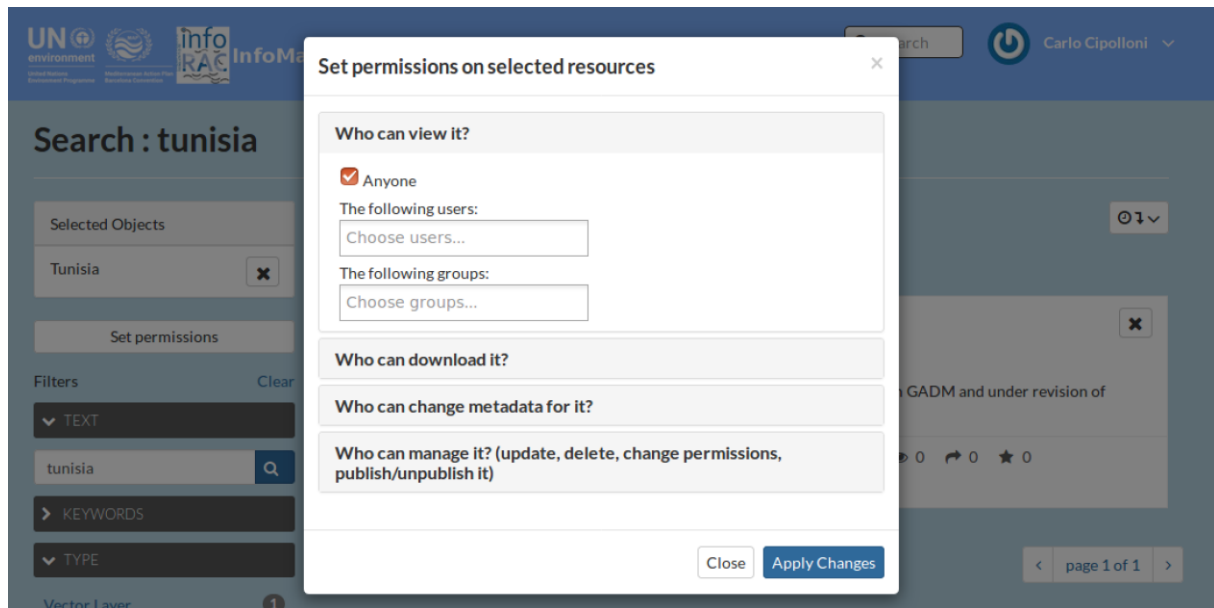 UN
environment
info
RAC
InfoMa
arch
Carlo Cipolloni
Set permissions on selected resources
×
Search : tunisia
Who can view it?
Anyone
The following users:
Choose users...
The following groups:
Choose groups...
Selected Objects
Tunisia
Set permissions
Who can download it?
Filters
Clear
Who can change metadata for it?
n GADM and under revision of
TEXT
Who can manage it? (update, delete, change permissions,
publish/unpublish it)
tunisia
0 0 0
KEYWORDS
TYPE
Close
Apply Changes
< page 1 of 1 >
Vector Layer
1